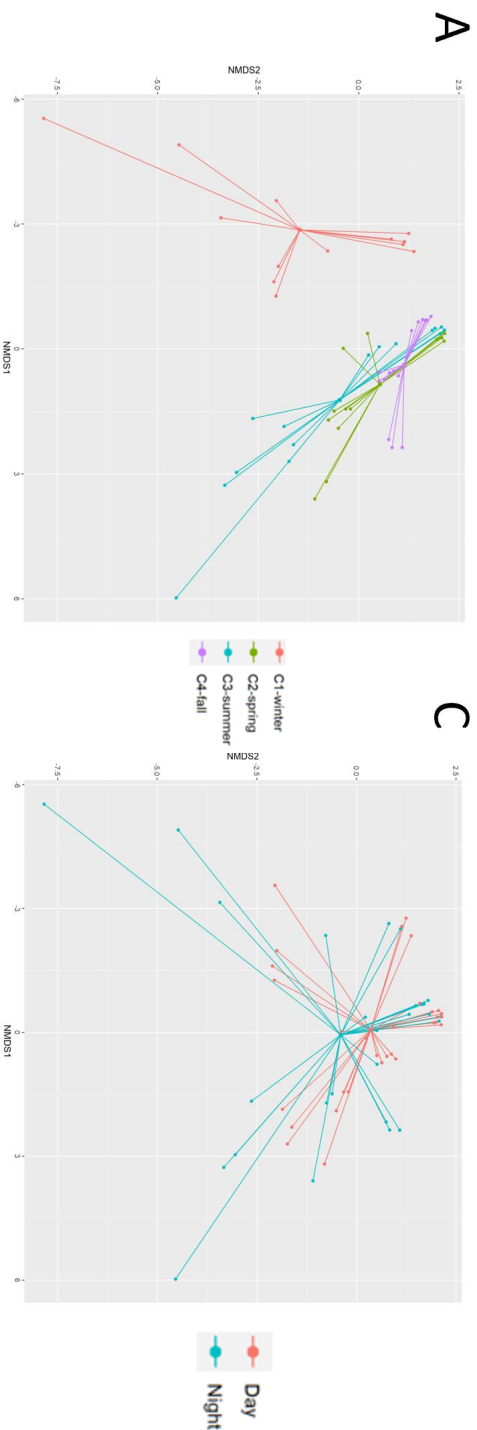 A
NMDS2
2.5
0.0
-2.5
-5.0
-7.5
-6
-3
0
3
6
NMDS1
C1-winter
C2-spring
C3-summer
C4-fall
C
NMDS2
2.5
0.0
-2.5
-5.0
-7.5
-6
-3
0
3
6
NMDS1
Day
Night